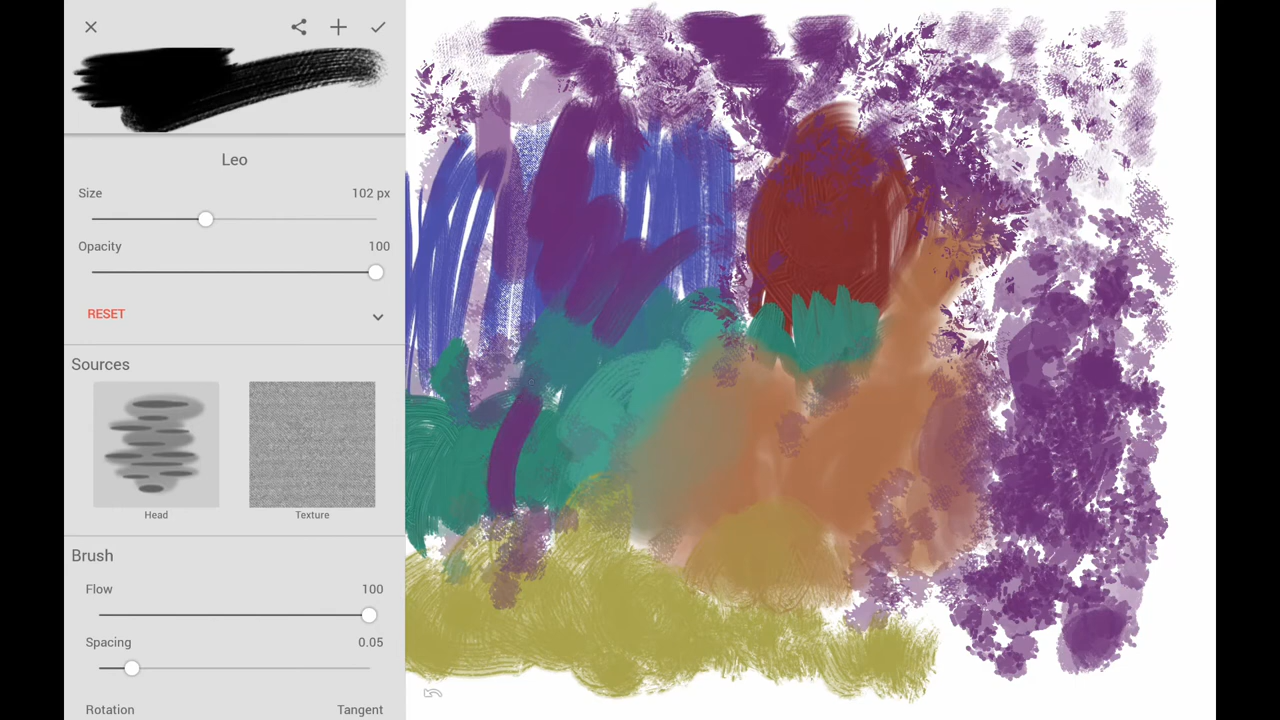 Leo
Size 102 px
Opacity 100
RESET
Sources
Head Texture
Brush
Flow 100
Spacing 0.05
Rotation Tangent